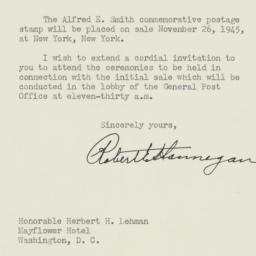 The Alfred E. Smith commemorative postage
stamp will be placed on sale November 26, 1945,
at New York, New York.
I wish to extend a cordial invitation to
you to attend the ceremonies to be held in
connection with the initial sale which will be
conducted in the lobby of the General Post
Office at eleven-thirty a.m.
Sincerely yours,
Robert E. Hannegan
Honorable Herbert H. Lehman
Mayflower Hotel
Washington, D. C.